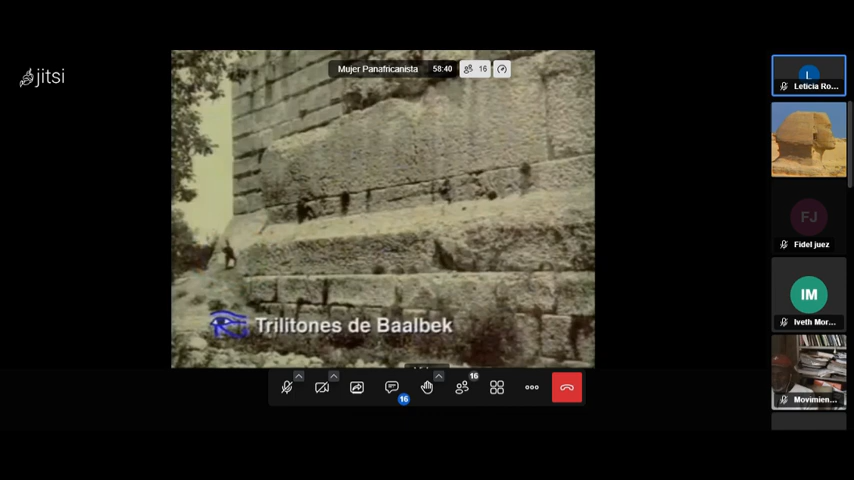 jitsi
Mujer Panafricanista 58:40 16
L
Leticia Ro...
FJ
Fidel juez
IM
Iveth Mor...
Movimien...
Trilitones de Baalbek
16
16